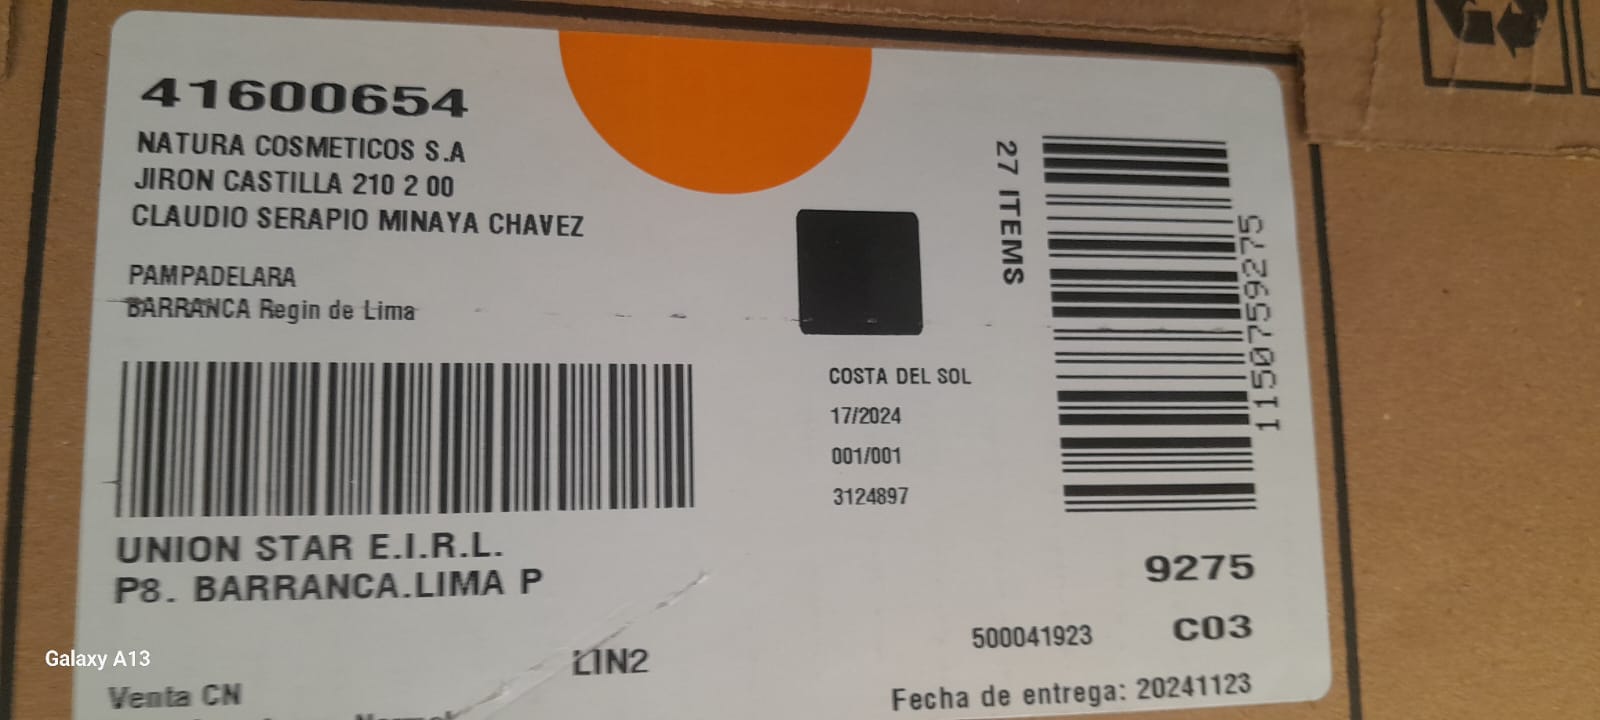 41600654
NATURA COSMETICOS S.A
JIRON CASTILLA 210 2 00
CLAUDIO SERAPIO MINAYA CHAVEZ
PAMPADELARA
BARRANCA Regin de Lima
27 ITEMS
1150759275
COSTA DEL SOL
17/2024
001/001
3124897
UNION STAR E.I.R.L.
P8. BARRANCA.LIMA P
9275
500041923
C03
LIN2
Venta CN
Fecha de entrega: 20241123
Galaxy A13